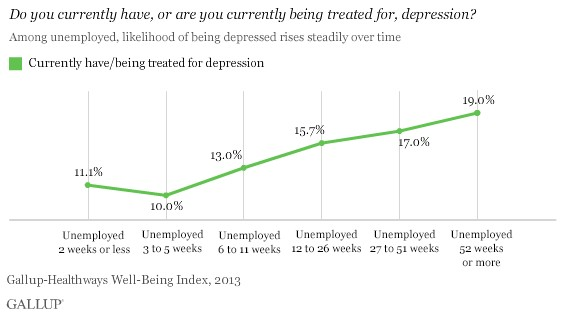 Do you currently have, or are you currently being treated for, depression?
Among unemployed, likelihood of being depressed rises steadily over time
Currently have/being treated for depression
11.1%
10.0%
13.0%
15.7%
17.0%
19.0%
Unemployed
2 weeks or less
Unemployed
3 to 5 weeks
Unemployed
6 to 11 weeks
Unemployed
12 to 26 weeks
Unemployed
27 to 51 weeks
Unemployed
52 weeks
or more
Gallup-Healthways Well-Being Index, 2013
GALLUP®